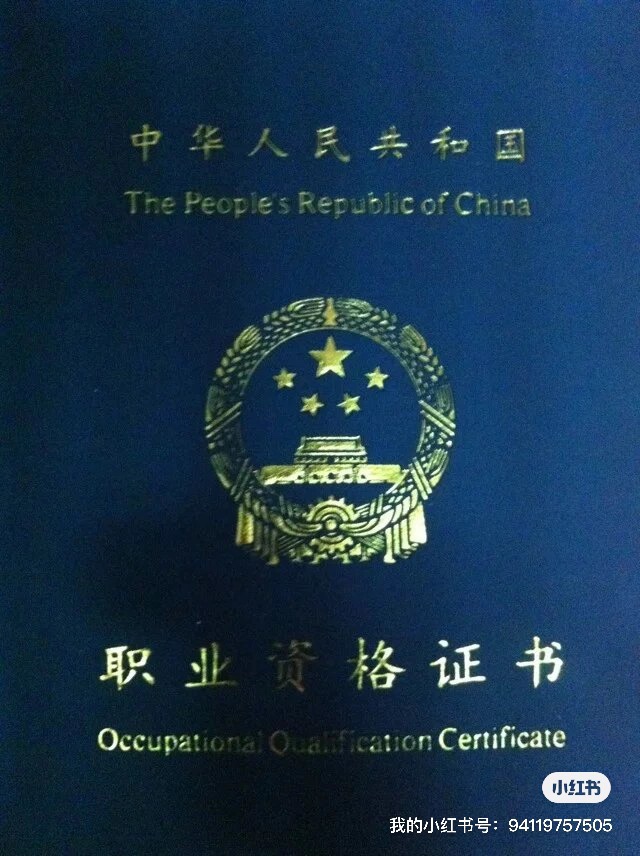 中华人民共和国
The People's Republic of China
职业资格证书
Occupational Qualification Certificate
小红书
我的小红书号：94119757505